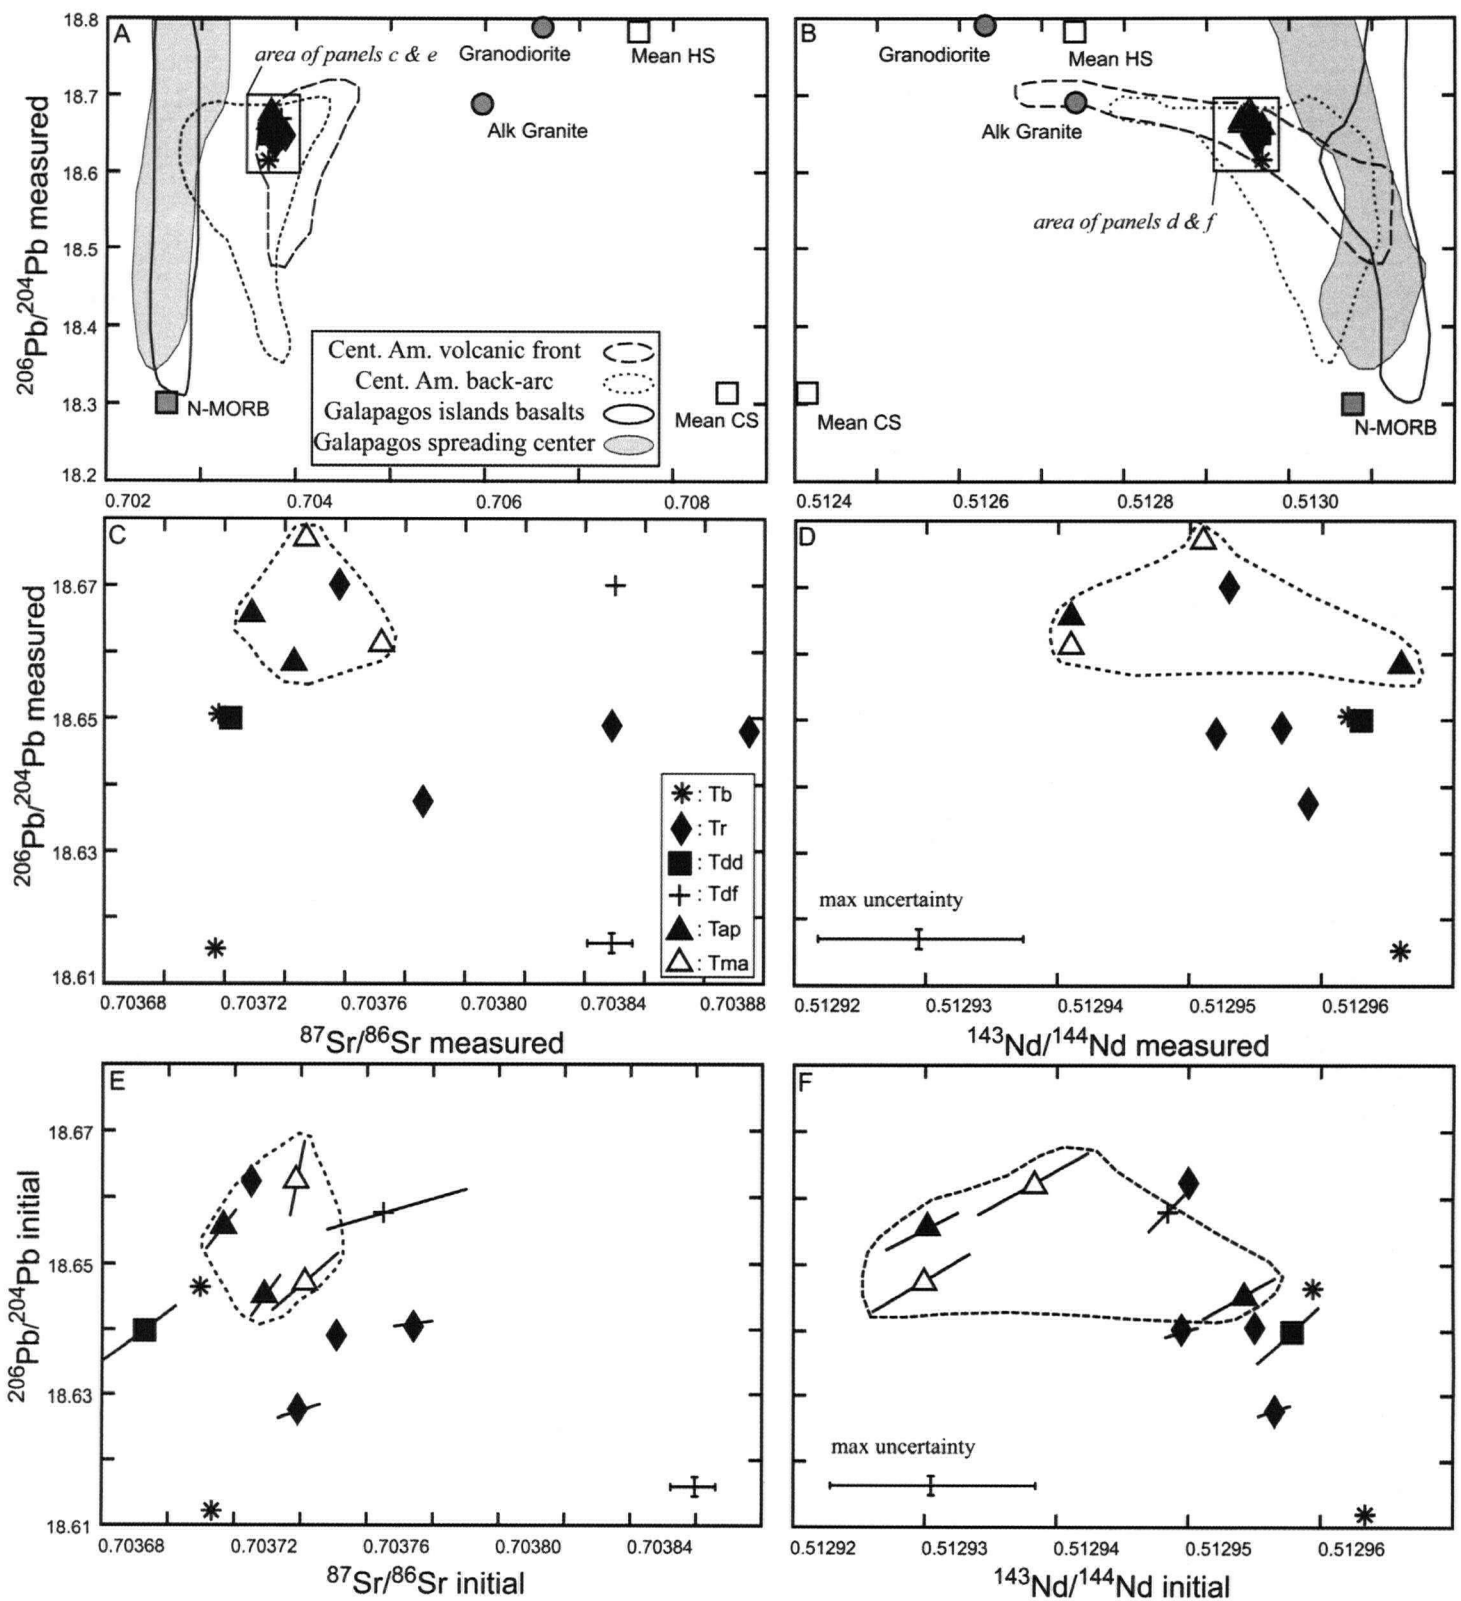 A
area of panels c & e
Granodiorite
Mean HS
Alk Granite
N-MORB
Mean CS
Cent. Am. volcanic front
Cent. Am. back-arc
Galapagos islands basalts
Galapagos spreading center
206Pb/204Pb measured
18.8
18.7
18.6
18.5
18.4
18.3
18.2
0.702 0.704 0.706 0.708
B
Granodiorite
Mean HS
Alk Granite
area of panels d & f
Mean CS
N-MORB
0.5124 0.5126 0.5128 0.5130
C
206Pb/204Pb measured
18.67
18.65
18.63
18.61
: Tb
: Tr
: Tdd
: Tdf
: Tap
: Tma
0.70368 0.70372 0.70376 0.70380 0.70384 0.70388
87Sr/86Sr measured
D
max uncertainty
0.51292 0.51293 0.51294 0.51295 0.51296
143Nd/144Nd measured
E
206Pb/204Pb initial
18.67
18.65
18.63
18.61
0.70368 0.70372 0.70376 0.70380 0.70384
87Sr/86Sr initial
F
max uncertainty
0.51292 0.51293 0.51294 0.51295 0.51296
143Nd/144Nd initial